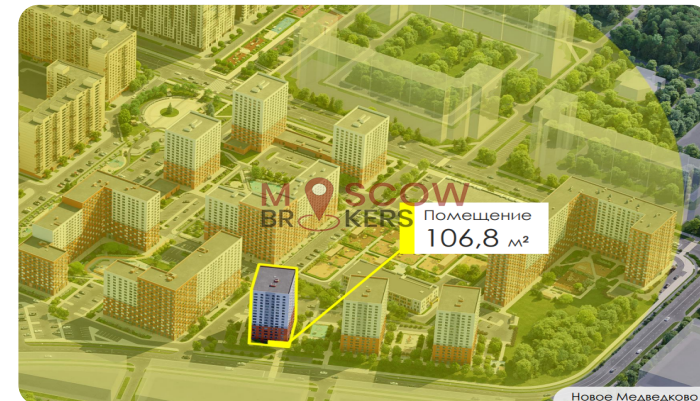 MOSCOW
BROKERS
Помещение
106,8 м²
Новое Медведково